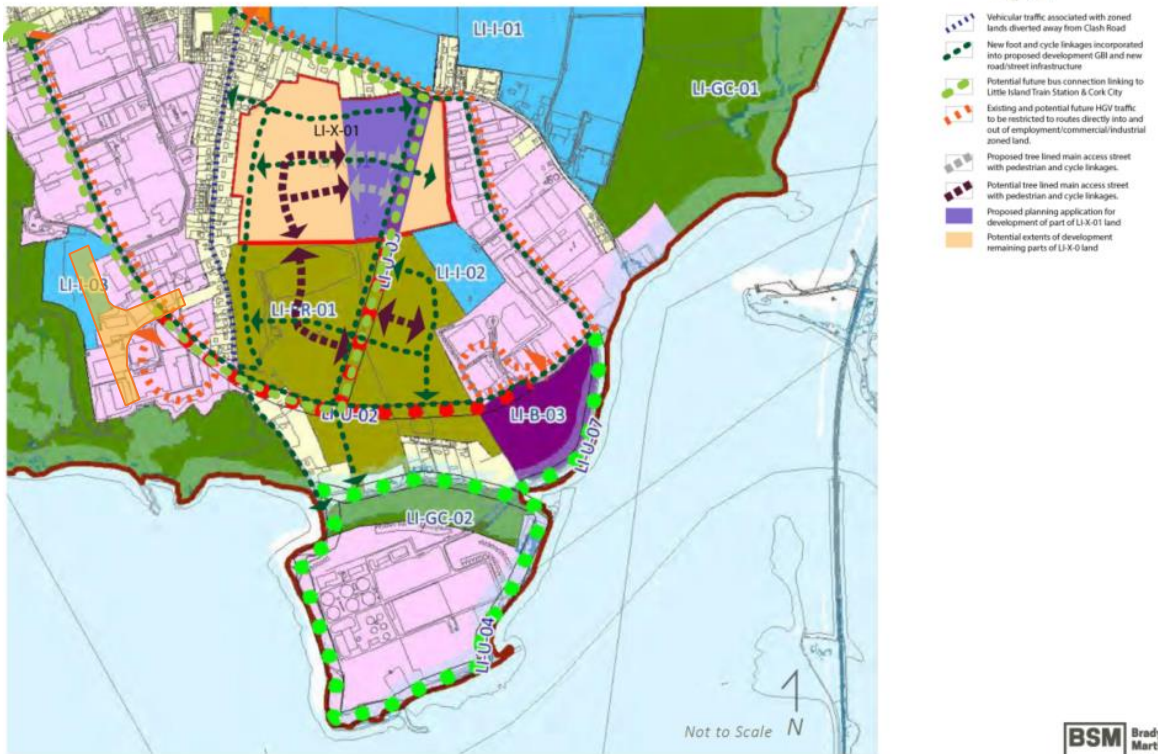 LI-I-01
LI-GC-01
LI-X-01
LI-U-03
LI-I-02
LI-I-03
LI-RR-01
LI-U-02
LI-B-03
LI-U-07
LI-GC-02
LI-U-04
Not to Scale N
Vehicular traffic associated with zoned
lands diverted away from Clash Road
New foot and cycle linkages incorporated
into proposed development GBI and new
road/street infrastructure
Potential future bus connection linking to
Little Island Train Station & Cork City
Existing and potential future HGV traffic
to be restricted to routes directly into and
out of employment/commercial/industrial
zoned land.
Proposed tree lined main access street
with pedestrian and cycle linkages.
Potential tree lined main access street
with pedestrian and cycle linkages.
Proposed planning application for
development of part of LI-X-01 land
Potential extents of development
remaining parts of LI-X-0 land
BSM Brady
Marti